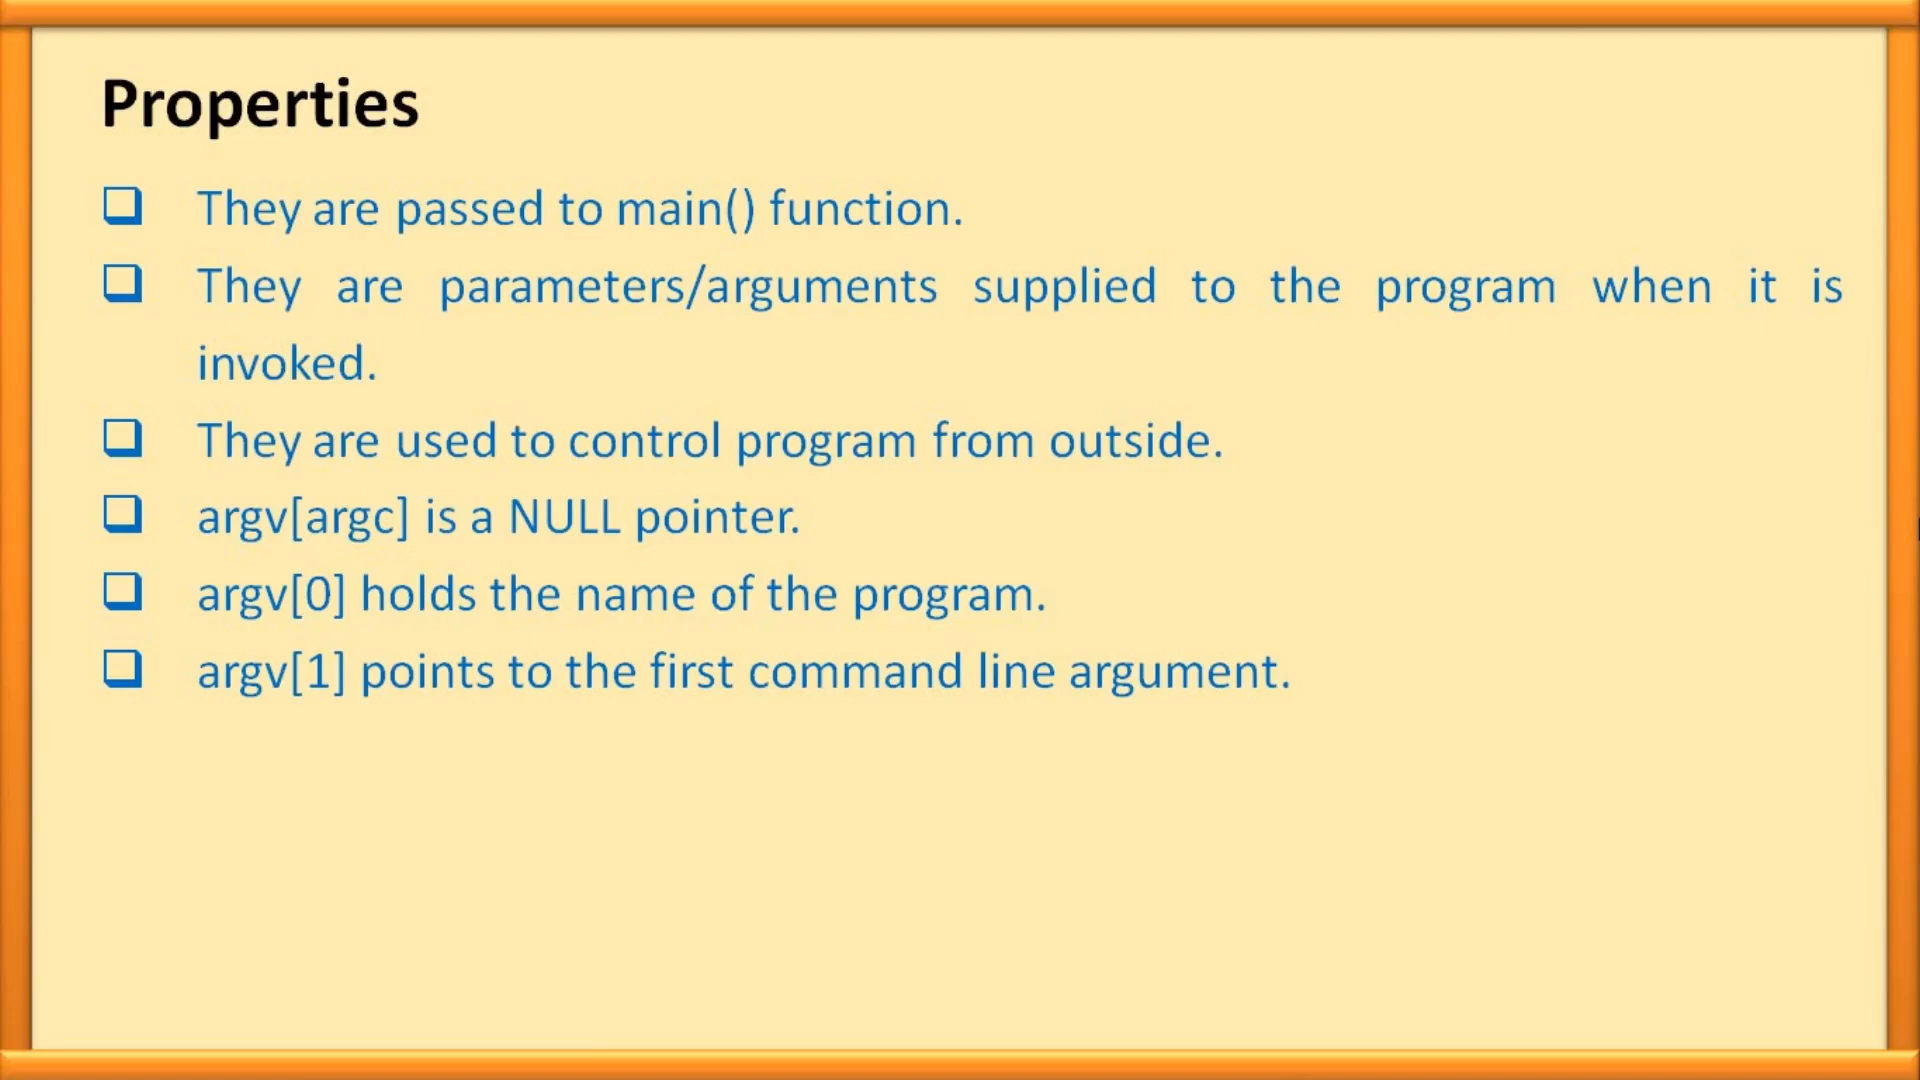 Properties
They are passed to main() function.
They are parameters/arguments supplied to the program when it is
invoked.
They are used to control program from outside.
argv[argc] is a NULL pointer.
argv[0] holds the name of the program.
argv[1] points to the first command line argument.